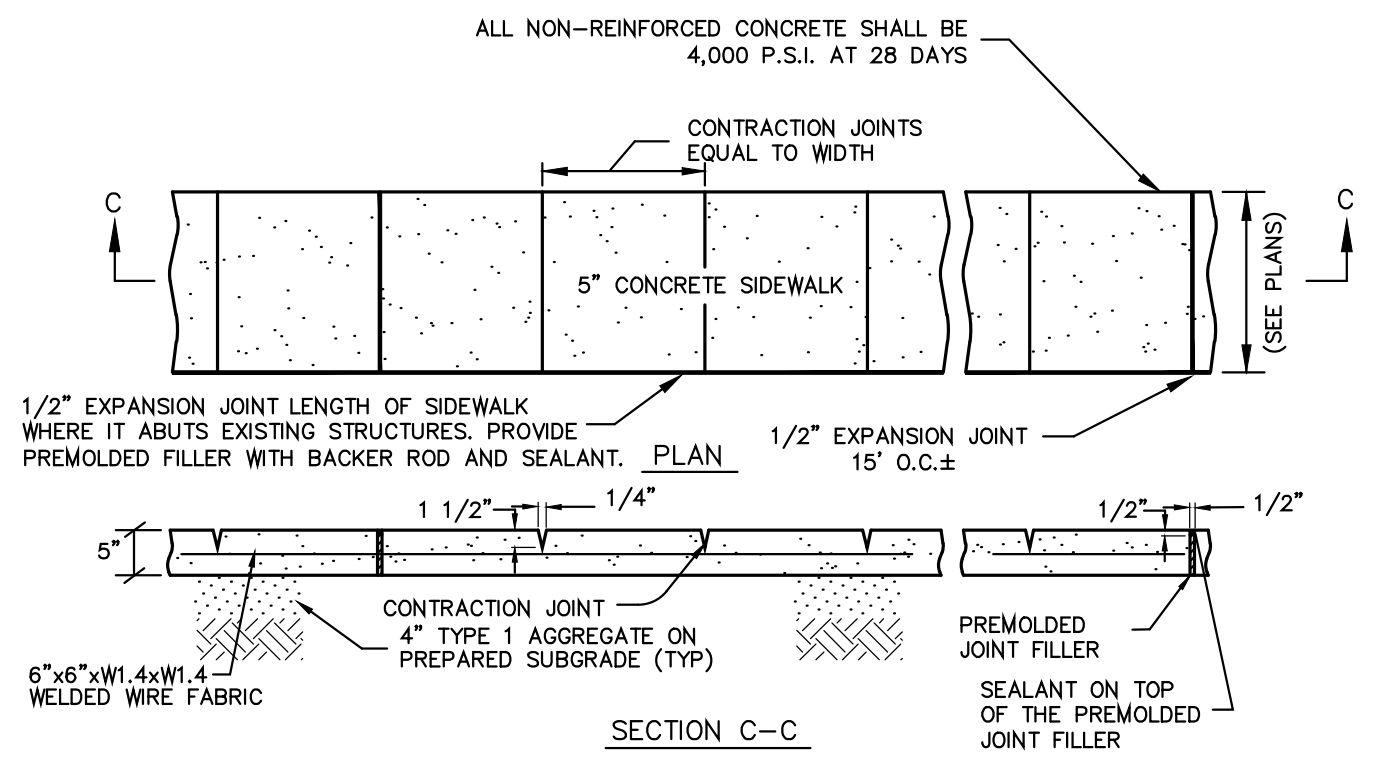 ALL NON-REINFORCED CONCRETE SHALL BE
4,000 P.S.I. AT 28 DAYS
CONTRACTION JOINTS
EQUAL TO WIDTH
C
C
5" CONCRETE SIDEWALK
(SEE PLANS)
1/2" EXPANSION JOINT LENGTH OF SIDEWALK
WHERE IT ABUTS EXISTING STRUCTURES. PROVIDE
PREMOLDED FILLER WITH BACKER ROD AND SEALANT.
PLAN
1/2" EXPANSION JOINT
15' O.C.±
1 1/2"
1/4"
1/2"
1/2"
5"
CONTRACTION JOINT
4" TYPE 1 AGGREGATE ON
PREPARED SUBGRADE (TYP)
6"x6"xW1.4xW1.4
WELDED WIRE FABRIC
PREMOLDED
JOINT FILLER
SEALANT ON TOP
OF THE PREMOLDED
JOINT FILLER
SECTION C-C